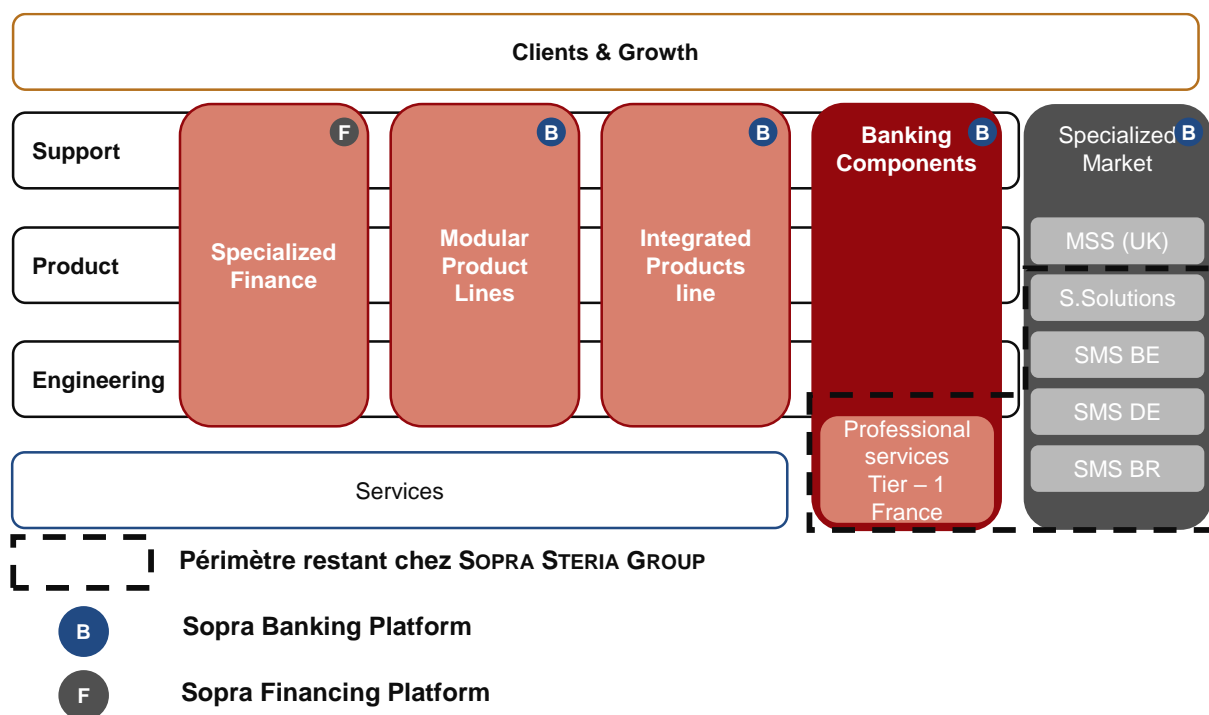 Clients & Growth
F
B
B
Banking
Components
B
Specialized
Market
B
Support
Product
Engineering
Specialized
Finance
Modular
Product
Lines
Integrated
Products
line
MSS (UK)
S.Solutions
SMS BE
SMS DE
SMS BR
Professional
services
Tier – 1
France
Services
Périmètre restant chez SOPRA STERIA GROUP
B
Sopra Banking Platform
F
Sopra Financing Platform